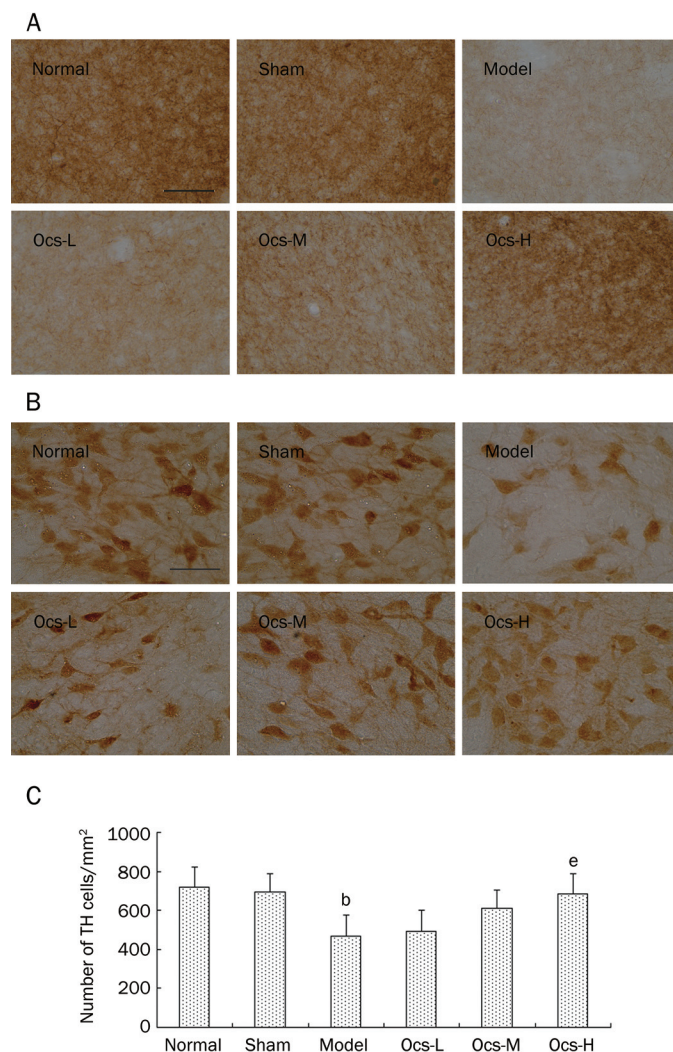 A
Normal Sham Model
Ocs-L Ocs-M Ocs-H
B
Normal Sham Model
Ocs-L Ocs-M Ocs-H
C
Number of TH cells/mm²
1000
800
600
400
200
0
b
e
Normal Sham Model Ocs-L Ocs-M Ocs-H